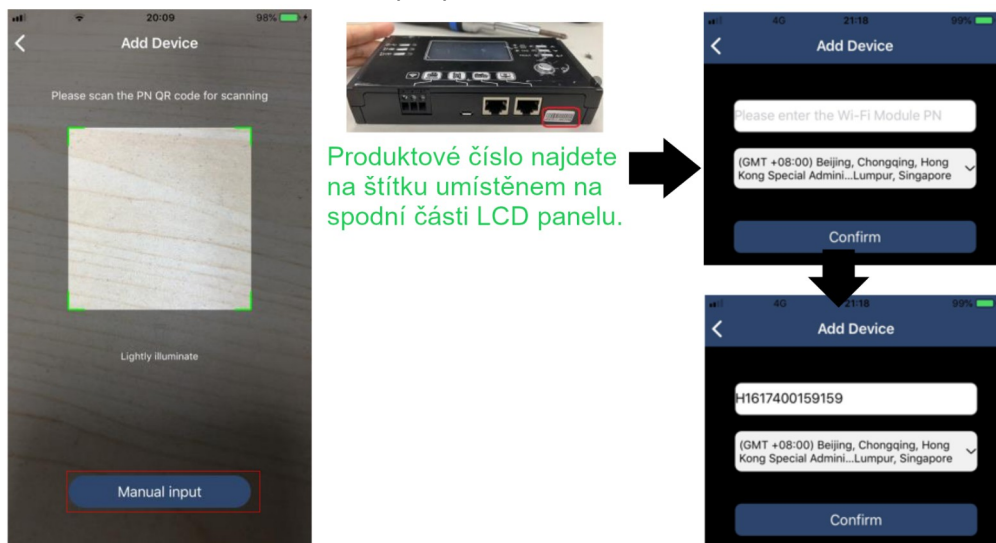 20:09
98%
Add Device
Please scan the PN QR code for scanning
Lightly illuminate
Manual input
Produktové číslo najdete
na štítku umístěnem na
spodní části LCD panelu.
4G
21:18
99%
Add Device
Please enter the Wi-Fi Module PN
(GMT +08:00) Beijing, Chongqing, Hong
Kong Special Admini...Lumpur, Singapore
Confirm
4G
21:18
99%
Add Device
H1617400159159
(GMT +08:00) Beijing, Chongqing, Hong
Kong Special Admini...Lumpur, Singapore
Confirm